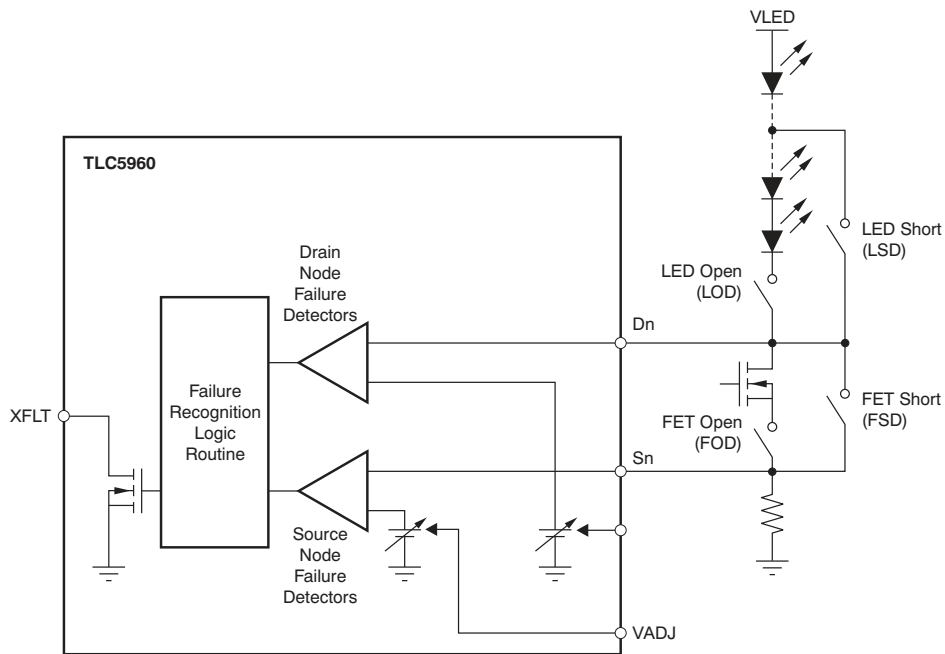 VLED
TLC5960
LED Short
(LSD)
Drain
Node
Failure
Detectors
LED Open
(LOD)
Dn
Failure
Recognition
Logic
Routine
XFLT
FET Short
(FSD)
FET Open
(FOD)
Sn
Source
Node
Failure
Detectors
VADJ